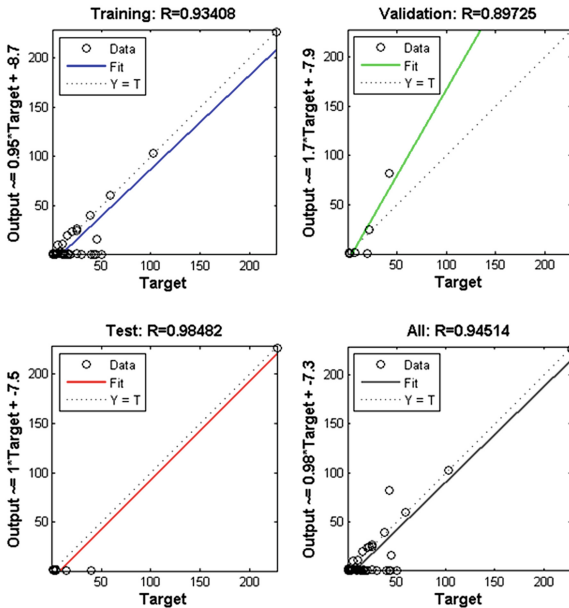 Training: R=0.93408
Output ~= 0.95*Target + -8.7
200
150
100
50
Data
Fit
Y = T
50 100 150 200
Target
Validation: R=0.89725
Output ~= 1.7*Target + -7.9
200
150
100
50
Data
Fit
Y = T
50 100 150 200
Target
Test: R=0.98482
Output ~= 1*Target + -7.5
200
150
100
50
Data
Fit
Y = T
50 100 150 200
Target
All: R=0.94514
Output ~= 0.98*Target + -7.3
200
150
100
50
Data
Fit
Y = T
50 100 150 200
Target